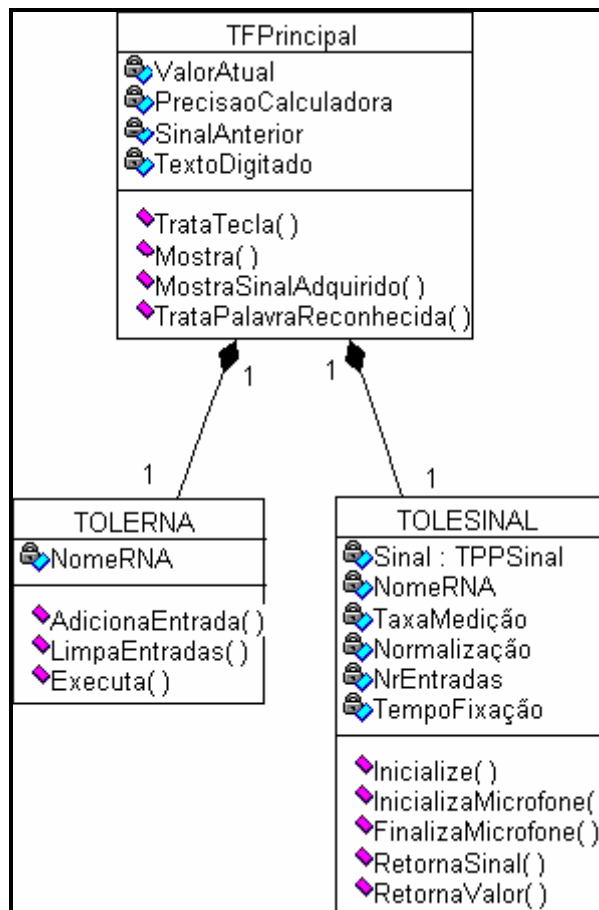 TFPrincipal
ValorAtual
PrecisaoCalculadora
SinalAnterior
TextoDigitado
TrataTecla( )
Mostra( )
MostraSinalAdquirido( )
TrataPalavraReconhecida( )
1
1
1
1
TOLERNA
NomeRNA
AdicionaEntrada( )
LimpaEntradas( )
Executa( )
TOLESINAL
Sinal : TPPSinal
NomeRNA
TaxaMedição
Normalização
NrEntradas
TempoFixação
Inicialize( )
InicializaMicrofone(
FinalizaMicrofone( )
RetornaSinal( )
RetornaValor( )